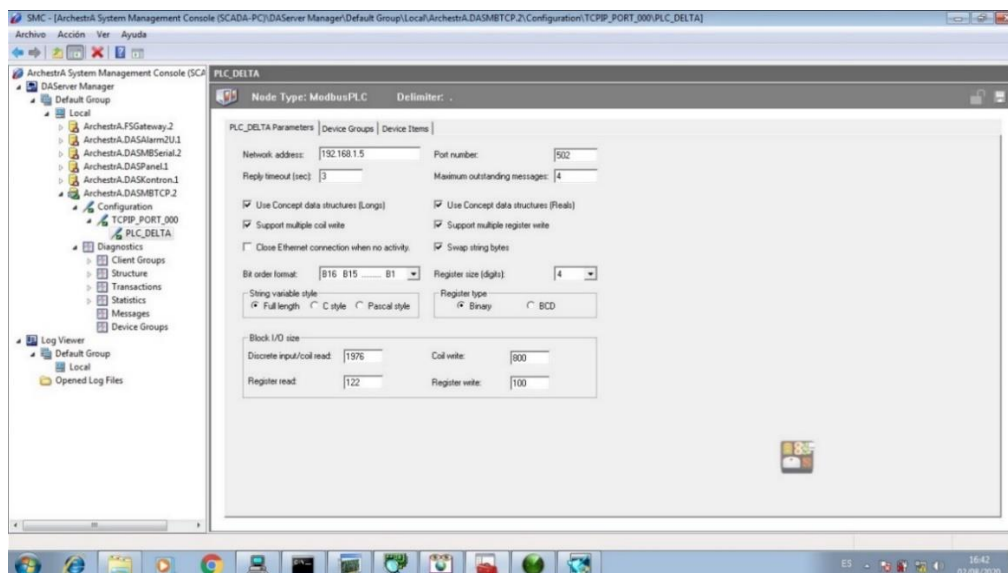 SMC - [ArchestrA System Management Console (SCADA-PC)\DAServer Manager\Default Group\Local\ArchestrA.DASMBTCP.2\Configuration\TCPIP_PORT_000\PLC_DELTA]
Archivo Acción Ver Ayuda
ArchestrA System Management Console (SCA
DAServer Manager
Default Group
Local
ArchestrA.FSGateway.2
ArchestrA.DASAlarm2U.1
ArchestrA.DASMBSerial.2
ArchestrA.DASPanel.1
ArchestrA.DASKontron.1
ArchestrA.DASMBTCP.2
Configuration
TCPIP_PORT_000
PLC_DELTA
Diagnostics
Client Groups
Structure
Transactions
Statistics
Messages
Device Groups
Log Viewer
Default Group
Local
Opened Log Files
PLC_DELTA
Node Type: ModbusPLC Delimiter: .
PLC_DELTA Parameters Device Groups Device Items
Network address: 192.168.1.5 Port number: 502
Reply timeout (sec): 3 Maximum outstanding messages: 4
Use Concept data structures (Longs) Use Concept data structures (Reals)
Support multiple coil write Support multiple register write
Close Ethernet connection when no activity. Swap string bytes
Bit order format: B16 B15 ........ B1 Register size (digits): 4
String variable style Register type
Full length C style Pascal style Binary BCD
Block I/O size
Discrete input/coil read: 1976 Coil write: 800
Register read: 122 Register write: 100
ES 16:42
02/08/2020